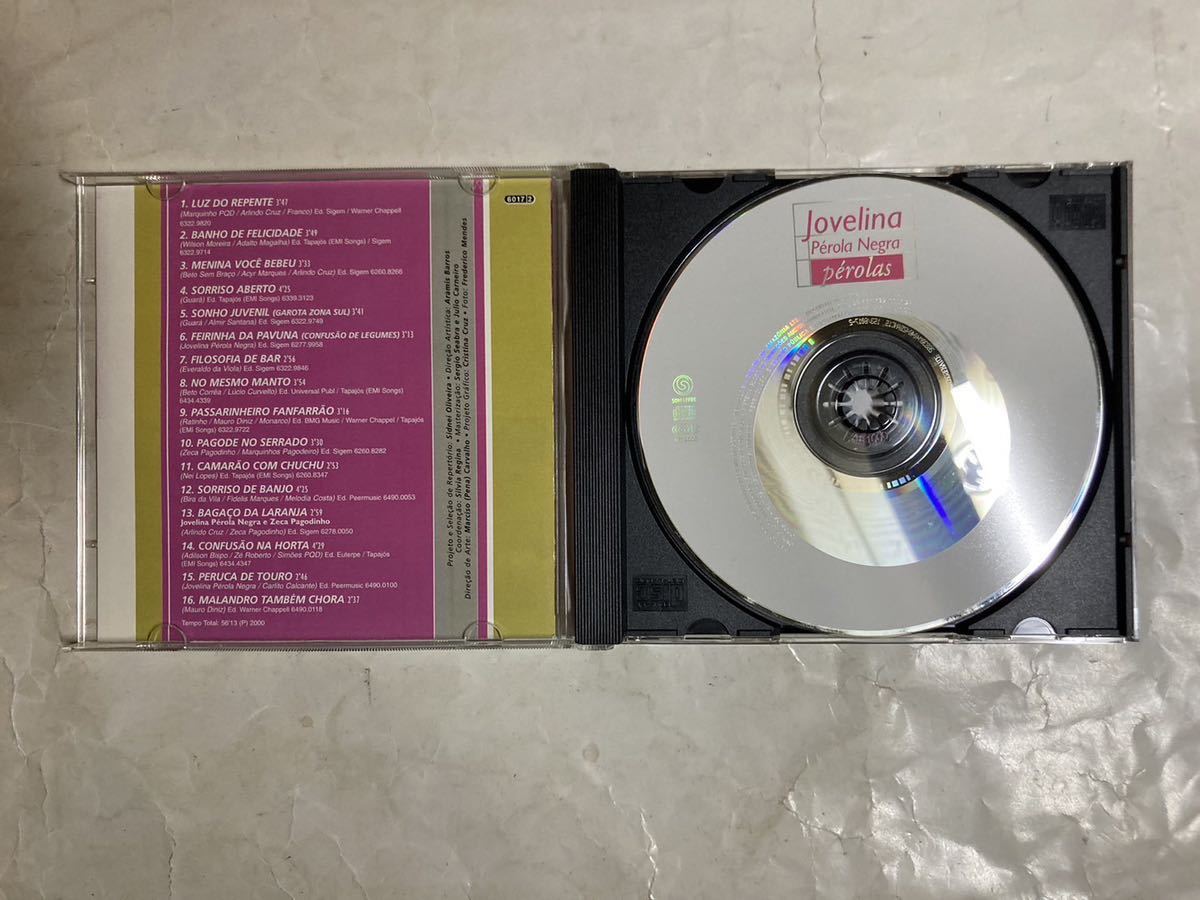 1. LUZ DO REPENTE 3'47
(Marquinho PQD / Arlindo Cruz / Franco) Ed. Sigem / Warner Chappell
6322.9820
2. BANHO DE FELICIDADE 3'49
(Wilson Moreira / Adalto Magalha) Ed. Tapajós (EMI Songs) / Sigem
6322.9714
3. MENINA VOCÊ BEBEU 3'33
(Beto Sem Braço / Acyr Marques / Arlindo Cruz) Ed. Sigem 6260.8266
4. SORRISO ABERTO 4'25
(Guará) Ed. Tapajós (EMI Songs) 6339.3123
5. SONHO JUVENIL (GAROTA ZONA SUL) 3'41
(Guará / Almir Santana) Ed. Sigem 6322.9749
6. FEIRINHA DA PAVUNA (CONFUSÃO DE LEGUMES) 3'13
(Jovelina Pérola Negra) Ed. Sigem 6277.9958
7. FILOSOFIA DE BAR 2'56
(Everaldo da Viola) Ed. Sigem 6322.9846
8. NO MESMO MANTO 3'54
(Beto Corrêa / Lúcio Curvello) Ed. Universal Publ / Tapajós (EMI Songs)
6434.4339
9. PASSARINHEIRO FANFARRÃO 3'16
(Ratinho / Mauro Diniz / Monarco) Ed. BMG Music / Warner Chappell / Tapajós
(EMI Songs) 6322.9722
10. PAGODE NO SERRADO 3'30
(Zeca Pagodinho / Marquinhos Pagodeiro) Ed. Sigem 6260.8282
11. CAMARÃO COM CHUCHU 2'53
(Nei Lopes) Ed. Tapajós (EMI Songs) 6260.8347
12. SORRISO DE BANJO 4'25
(Bira da Vila / Fidelis Marques / Melodia Costa) Ed. Peermusic 6490.0053
13. BAGAÇO DA LARANJA 2'59
Jovelina Pérola Negra e Zeca Pagodinho
(Arlindo Cruz / Zeca Pagodinho) Ed. Sigem 6278.0050
14. CONFUSÃO NA HORTA 4'29
(Adilson Bispo / Zé Roberto / Simões PQD) Ed. Euterpe / Tapajós
(EMI Songs) 6434.4347
15. PERUCA DE TOURO 2'46
(Jovelina Pérola Negra / Carlito Calcante) Ed. Peermusic 6490.0100
16. MALANDRO TAMBÉM CHORA 2'37
(Mauro Diniz) Ed. Warner Chappell 6490.0118
Tempo Total: 56'13 (P) 2000
Projeto e Seleção de Repertório: Sidnei Oliveira • Direção Artística: Aramis Barros
Coordenação: Silvia Regina • Masterização: Sergio Seabra e Julio Carneiro
Direção de Arte: Marciso (Pena) Carvalho • Projeto Gráfico: Cristina Cruz • Foto: Frederico Mendes
6017 2
Jovelina
Pérola Negra
pérolas
SOM LIVRE